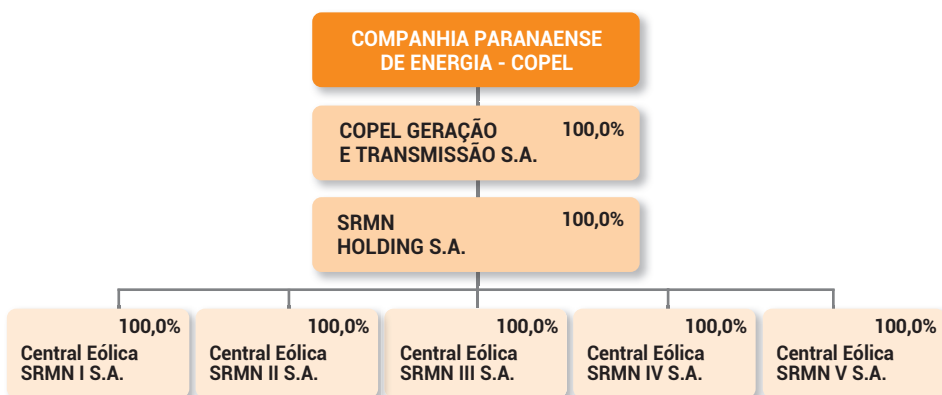 COMPANHIA PARANAENSE
DE ENERGIA - COPEL
COPEL GERAÇÃO 100,0%
E TRANSMISSÃO S.A.
SRMN 100,0%
HOLDING S.A.
100,0%
Central Eólica
SRMN I S.A.
100,0%
Central Eólica
SRMN II S.A.
100,0%
Central Eólica
SRMN III S.A.
100,0%
Central Eólica
SRMN IV S.A.
100,0%
Central Eólica
SRMN V S.A.